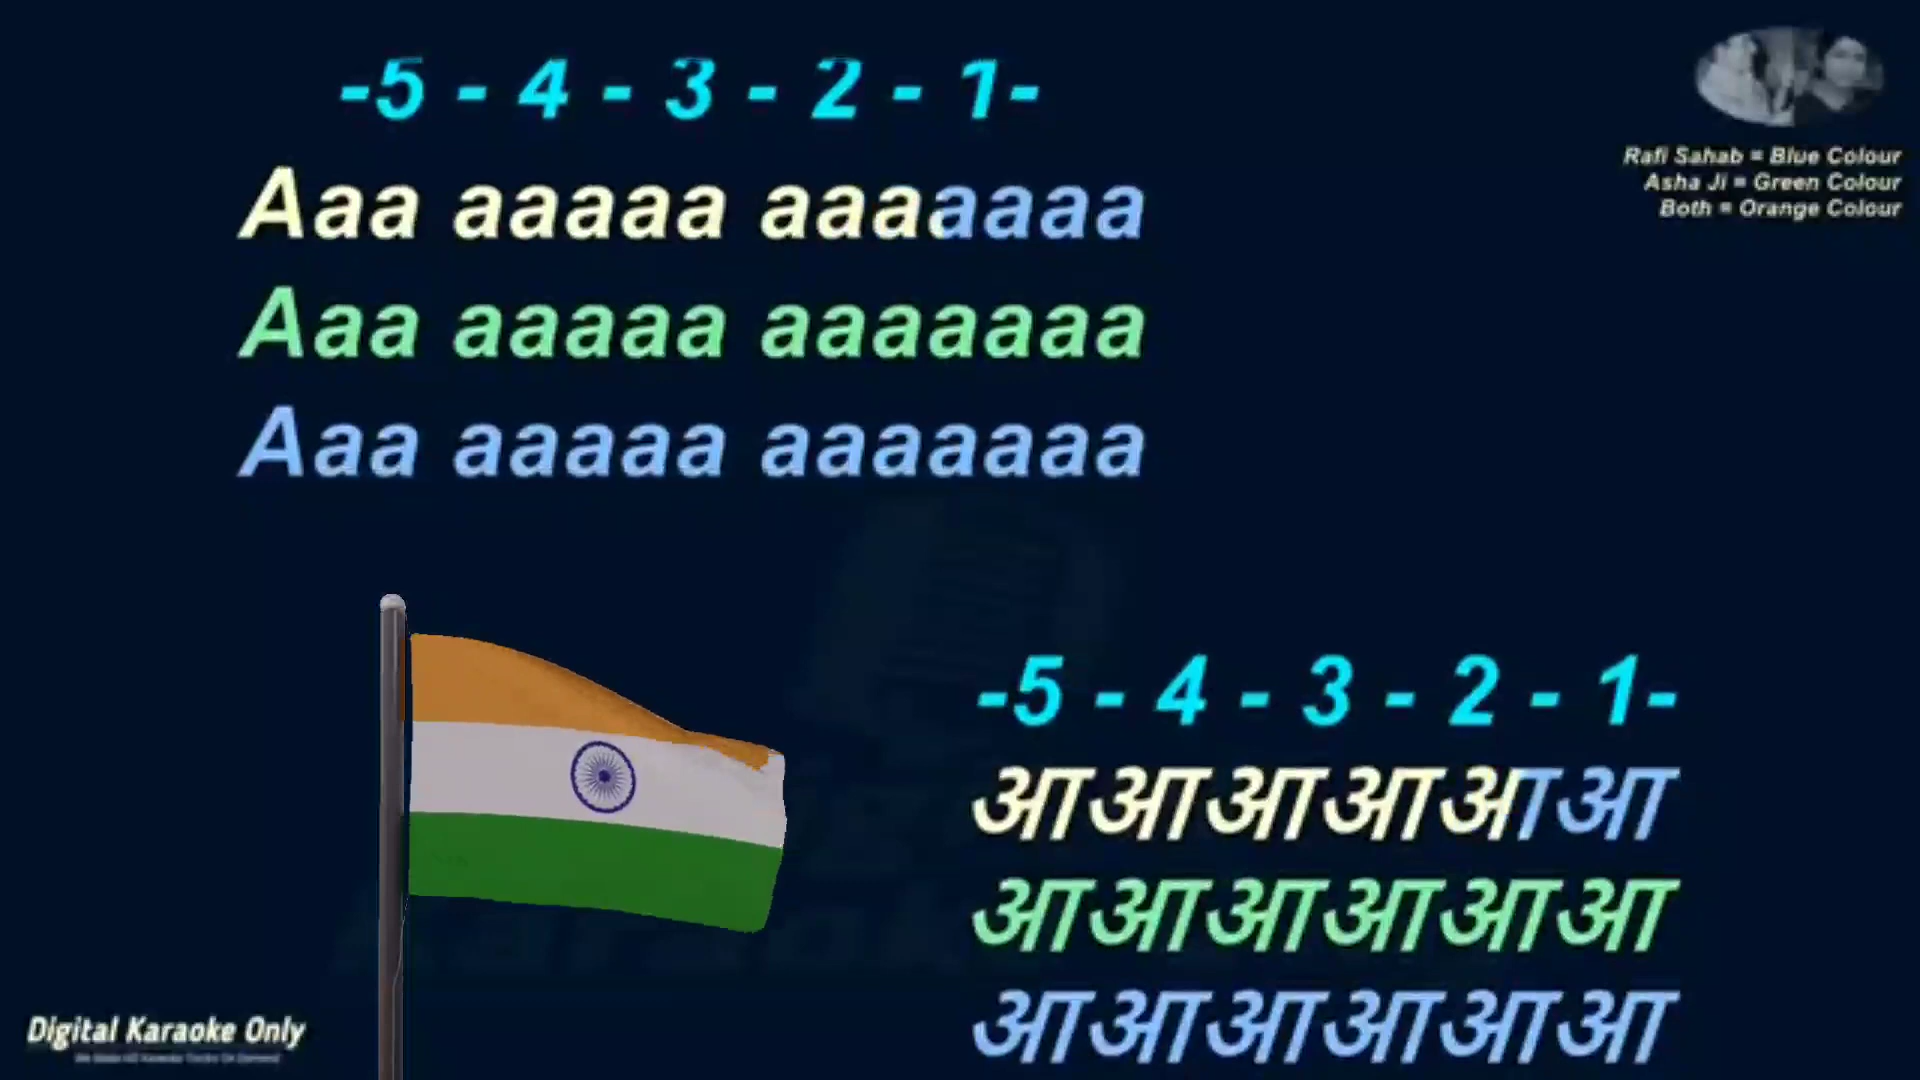 -5 - 4 - 3 - 2 - 1-
Aaa aaaaa aaaaaaa
Aaa aaaaa aaaaaaa
Aaa aaaaa aaaaaaa
Rafi Sahab = Blue Colour
Asha Ji = Green Colour
Both = Orange Colour
-5 - 4 - 3 - 2 - 1-
आआआआआआ
आआआआआआ
आआआआआआ
Digital Karaoke Only